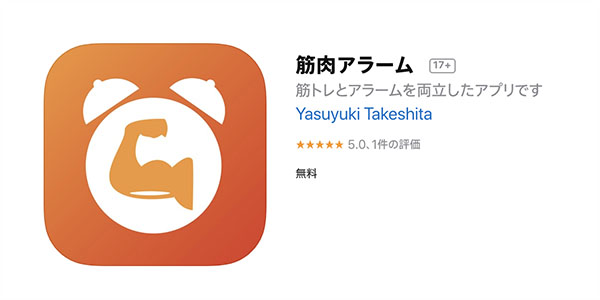 筋肉アラーム 17+
筋トレとアラームを両立したアプリです
Yasuyuki Takeshita
★★★★★ 5.0、1件の評価
無料